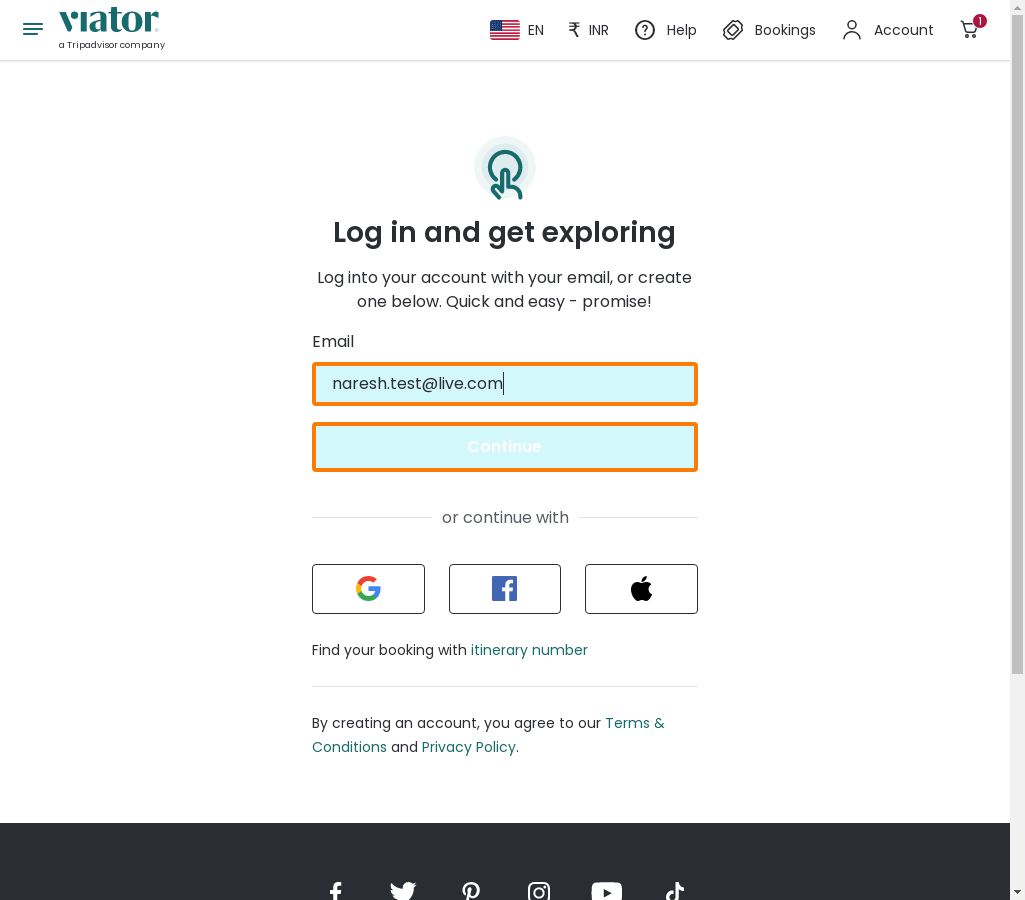 viator
a Tripadvisor company
EN
₹ INR
Help
Bookings
Account
1
Log in and get exploring
Log into your account with your email, or create
one below. Quick and easy - promise!
Email
naresh.test@live.com
Continue
or continue with
Find your booking with itinerary number
By creating an account, you agree to our Terms &
Conditions and Privacy Policy.